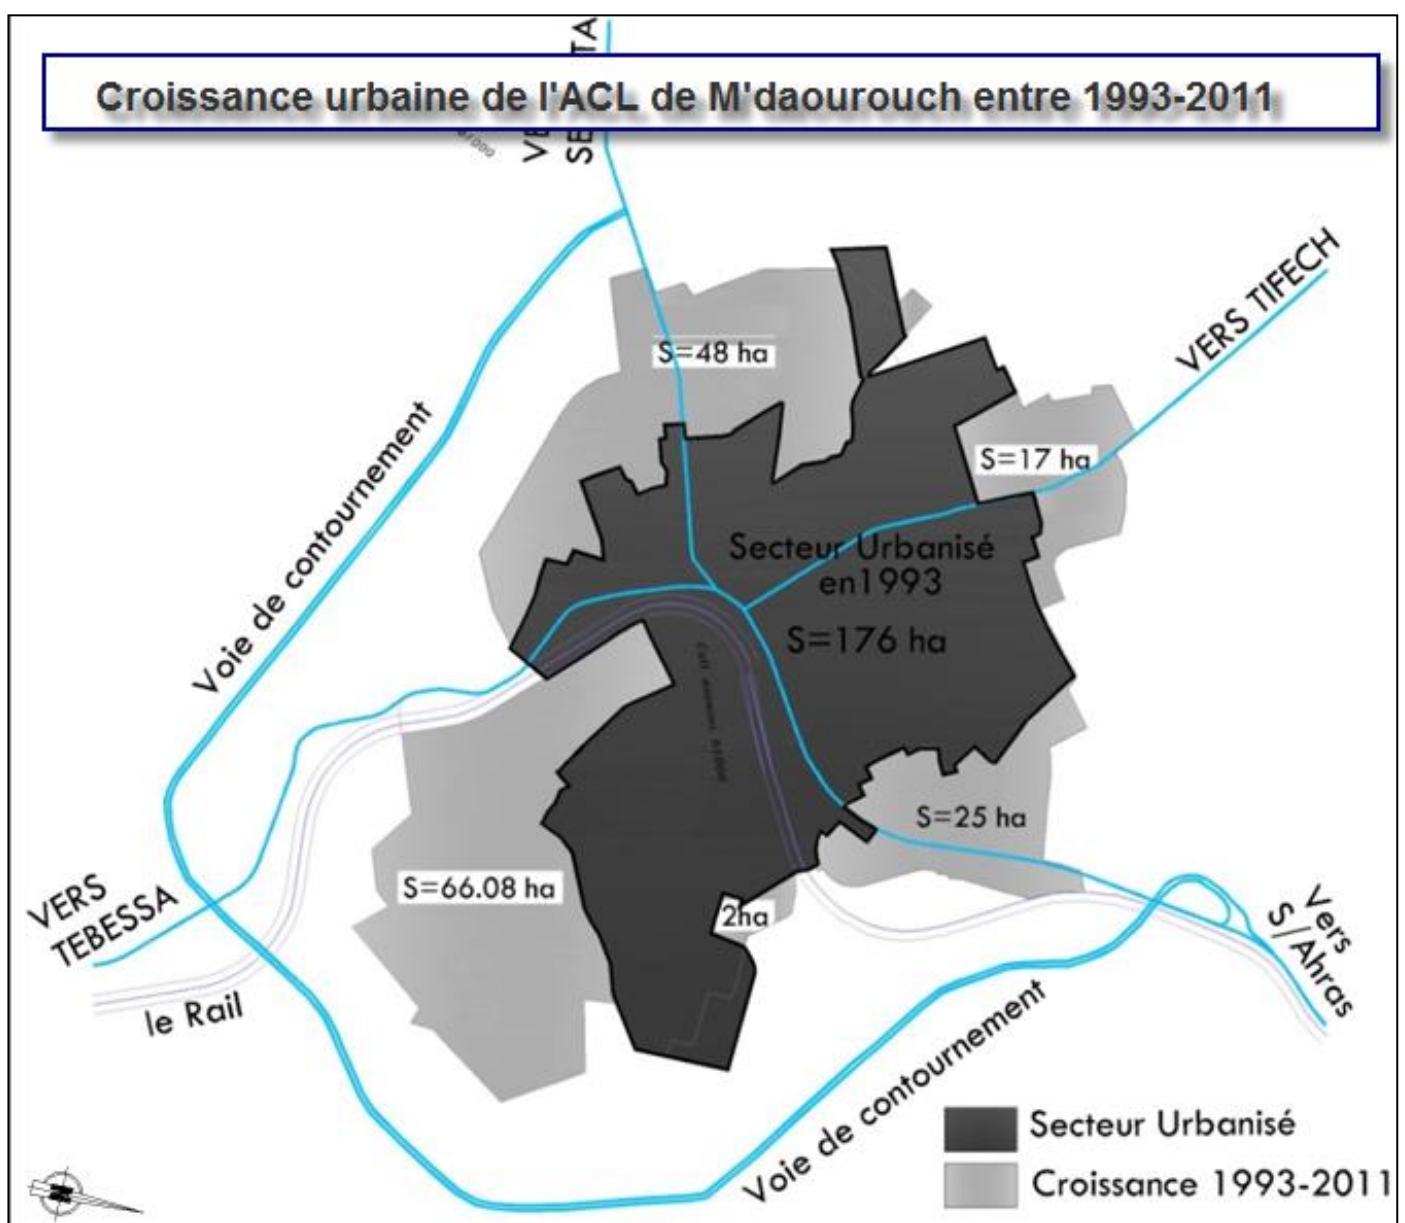 Croissance urbaine de l'ACL de M'daourouch entre 1993-2011
VERS TIFECH
S=48 ha
Voie de contournement
S=17 ha
Secteur Urbanisé
en1993
S=176 ha
S=25 ha
S=66.08 ha
2ha
VERS
TEBESSA
le Rail
Vers
S/Ahras
Voie de contournement
Secteur Urbanisé
Croissance 1993-2011